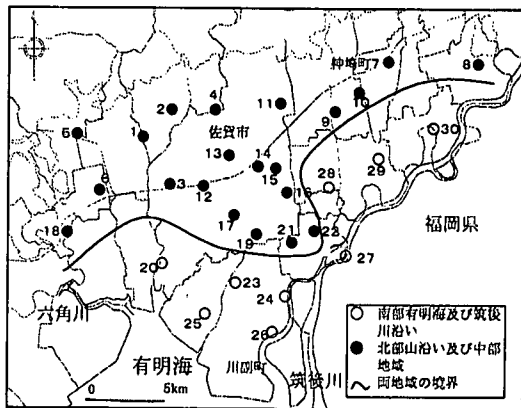 神埼町7
8
4
2
11
10
9
佐賀市
5
1
30
13
14
15
29
6
3
12
16
28
福岡県
17
18
19
21
22
27
20
23
24
六角川
25
26
有明海
川副町
筑後川
0
5km
南部有明海及び筑後
川沿い
北部山沿い及び中部
地域
両地域の境界